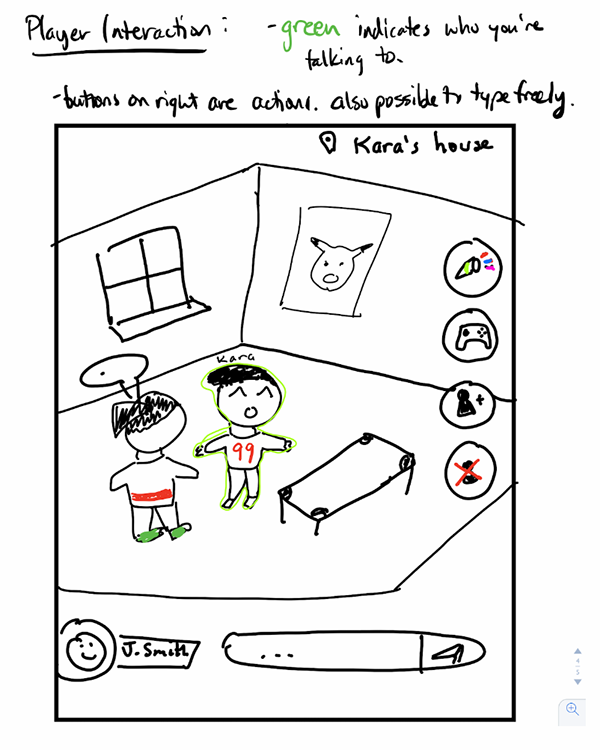 Player Interaction: - green indicates who you're
talking to.
- buttons on right are actions. also possible to type freely.
Kara's house
Kara
99
J. Smith
...